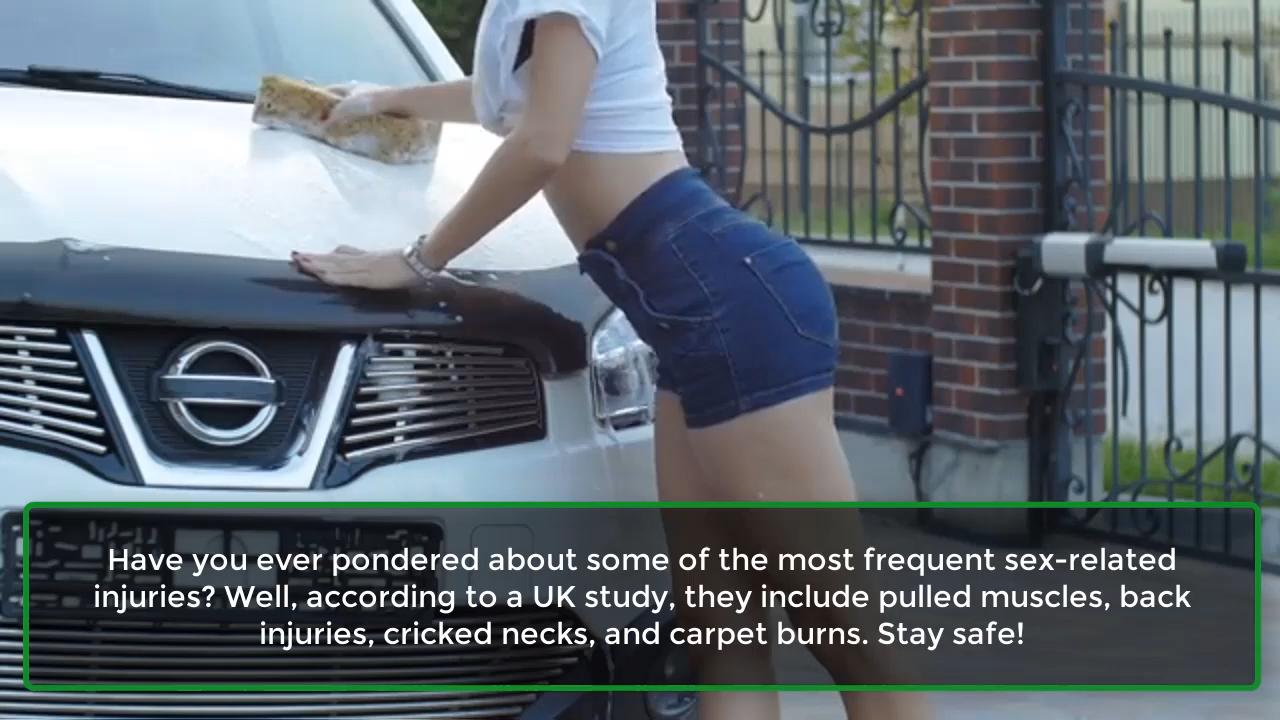 Have you ever pondered about some of the most frequent sex-related
injuries? Well, according to a UK study, they include pulled muscles, back
injuries, cricked necks, and carpet burns. Stay safe!